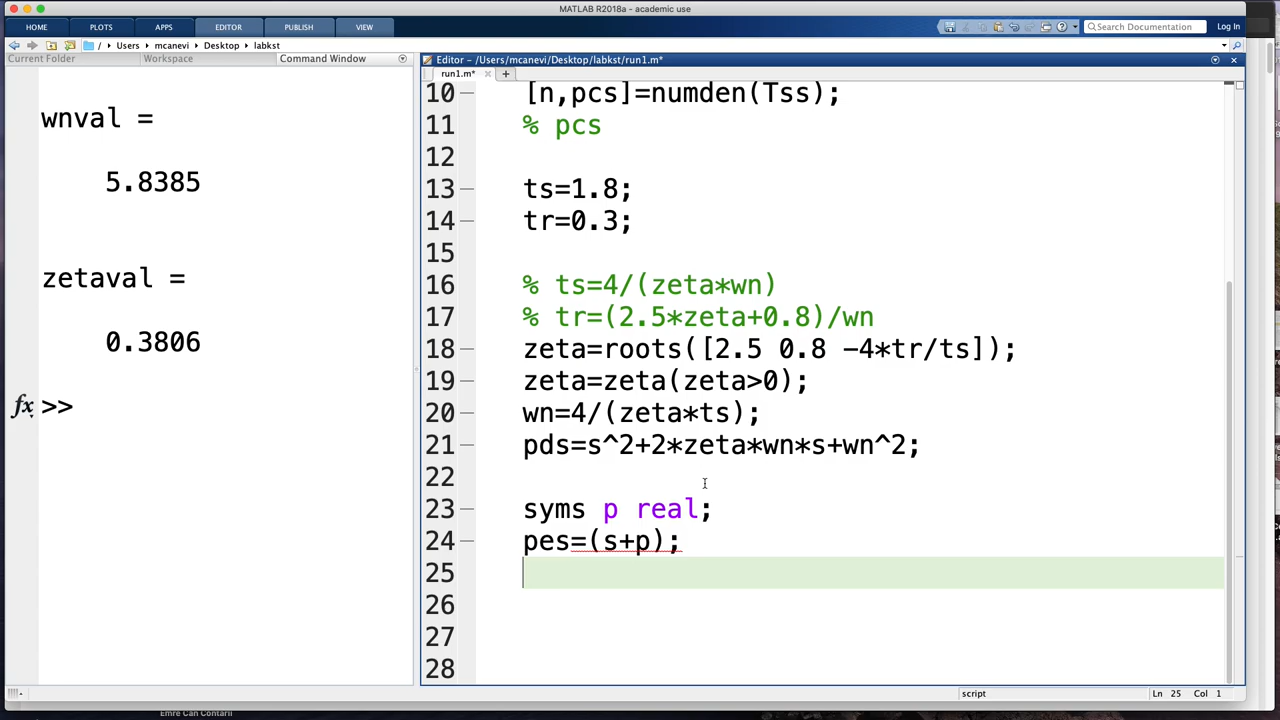 MATLAB R2018a - academic use
HOME PLOTS APPS EDITOR PUBLISH VIEW Search Documentation Log In
/ › Users › mcanevi › Desktop › labkst
Current Folder Workspace Command Window
Editor - /Users/mcanevi/Desktop/labkst/run1.m*
run1.m* × +
wnval =
5.8385
zetaval =
0.3806
fx >>
10 – [n,pcs]=numden(Tss);
11 % pcs
12
13 – ts=1.8;
14 – tr=0.3;
15
16 % ts=4/(zeta*wn)
17 % tr=(2.5*zeta+0.8)/wn
18 – zeta=roots([2.5 0.8 -4*tr/ts]);
19 – zeta=zeta(zeta>0);
20 – wn=4/(zeta*ts);
21 – pds=s^2+2*zeta*wn*s+wn^2;
22
23 – syms p real;
24 – pes=(s+p);
25
26
27
28
script Ln 25 Col 1
Emre Can Contarli